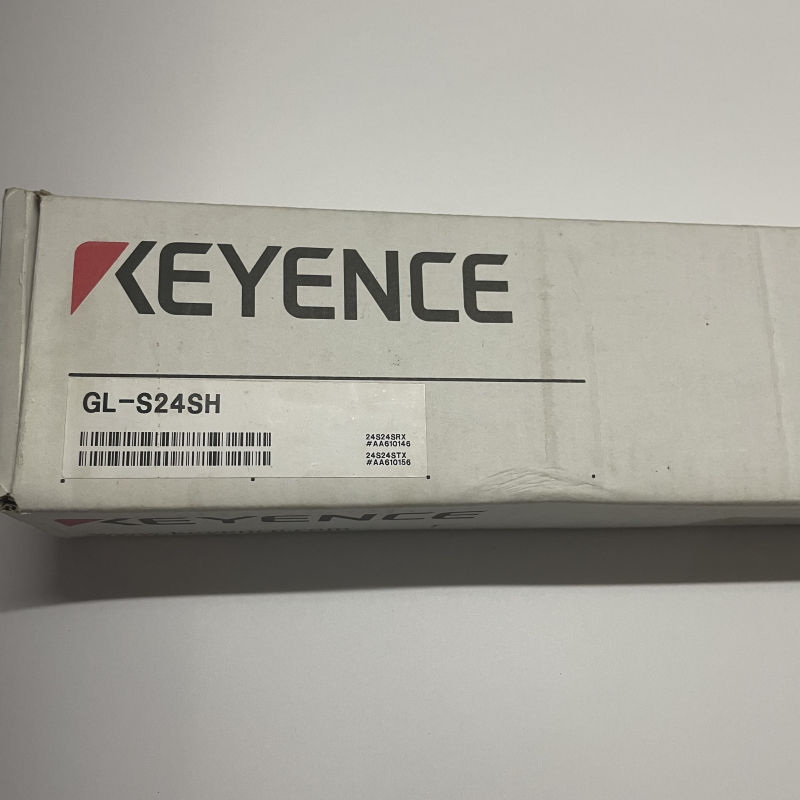 KEYENCE
GL-S24SH
24S24SRX
#AA610146
24S24STX
#AA610156
KEYENCE